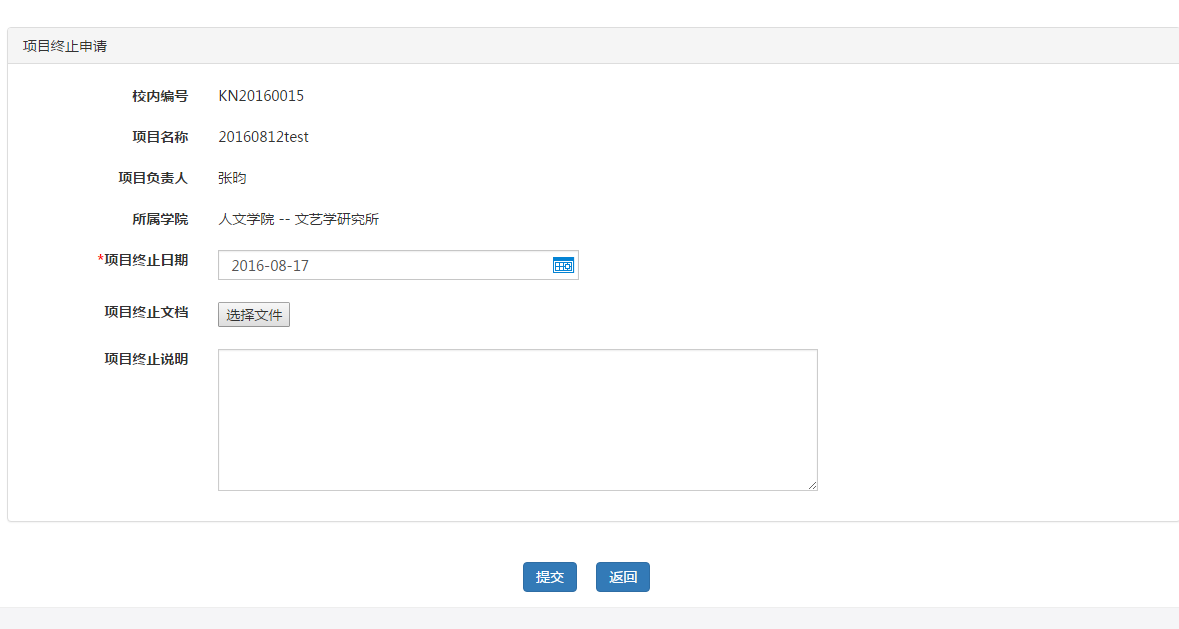 项目终止申请
校内编号 KN20160015
项目名称 20160812test
项目负责人 张昀
所属学院 人文学院 -- 文艺学研究所
*项目终止日期 2016-08-17
项目终止文档 选择文件
项目终止说明
提交 返回